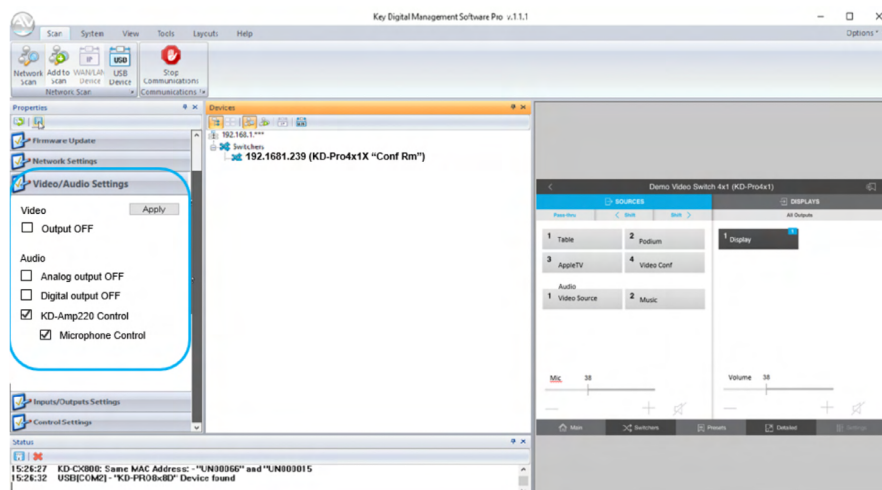 Key Digital Management Software Pro v.1.1.1
Scan System View Tools Layouts Help
Options
Network Scan
Add to Scan
WAN/LAN Device
USB Device
Stop Communications
Network Scan
Communications
Properties
Firmware Update
Network Settings
Video/Audio Settings
Video
Apply
Output OFF
Audio
Analog output OFF
Digital output OFF
KD-Amp220 Control
Microphone Control
Inputs/Outputs Settings
Control Settings
Devices
192.168.1.***
Switchers
192.1681.239 (KD-Pro4x1X “Conf Rm”)
Demo Video Switch 4x1 (KD-Pro4x1)
SOURCES
DISPLAYS
Pass-thru < Shift Shift >
All Outputs
1 Table
2 Podium
1 Display 1
3 AppleTV
4 Video Conf
Audio
1 Video Source
2 Music
Mic 38
Volume 38
Main Switchers Presets Detailed Settings
Status
15:26:27 KD-CX800: Same MAC Address: -"UN00066" and "UN000015
15:26:32 USB[COM2] - "KD-PRO8x8D" Device found